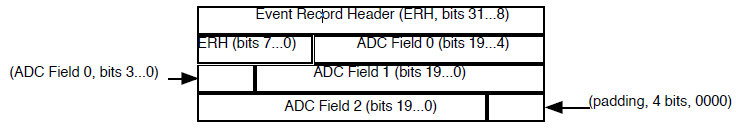 Event Record Header (ERH, bits 31...8)
ERH (bits 7...0) ADC Field 0 (bits 19...4)
(ADC Field 0, bits 3...0) ADC Field 1 (bits 19...0)
ADC Field 2 (bits 19...0) (padding, 4 bits, 0000)